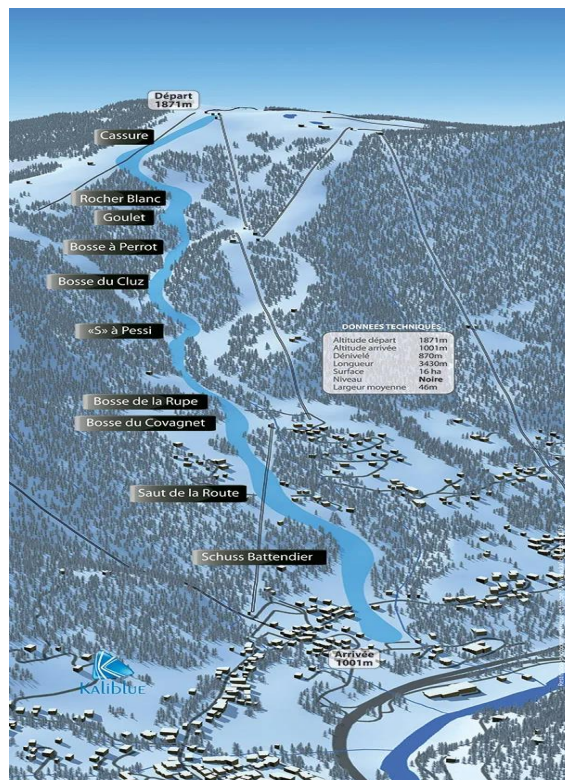 Départ
1871m
Cassure
Rocher Blanc
Goulet
Bosse à Perrot
Bosse du Cluz
«S» à Pessi
DONNEES TECHNIQUES
Altitude départ 1871m
Altitude arrivée 1001m
Dénivelé 870m
Longueur 3430m
Surface 16 ha
Niveau Noire
Largeur moyenne 46m
Bosse de la Rupe
Bosse du Covagnet
Saut de la Route
Schuss Battendier
Arrivée
1001m
KALIBLUE